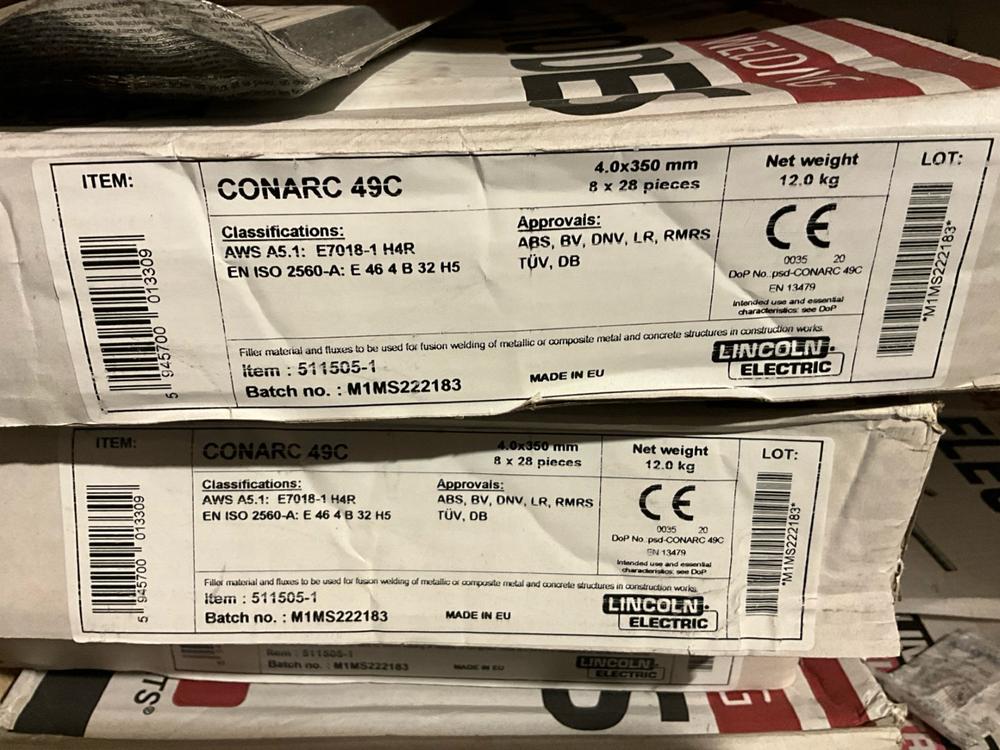 WELDING
ITEM:
CONARC 49C
4.0x350 mm
8 x 28 pieces
Net weight
12.0 kg
LOT:
Classifications:
AWS A5.1: E7018-1 H4R
EN ISO 2560-A: E 46 4 B 32 H5
Approvals:
ABS, BV, DNV, LR, RMRS
TÜV, DB
CE
0035 20
DoP No. psd-CONARC 49C
EN 13479
Intended use and essential
characteristics: see DoP
5 945700 013309
*M1MS222183*
Filler material and fluxes to be used for fusion welding of metallic or composite metal and concrete structures in construction works.
Item : 511505-1
Batch no. : M1MS222183
MADE IN EU
LINCOLN
ELECTRIC
ITEM:
CONARC 49C
4.0x350 mm
8 x 28 pieces
Net weight
12.0 kg
LOT:
Classifications:
AWS A5.1: E7018-1 H4R
EN ISO 2560-A: E 46 4 B 32 H5
Approvals:
ABS, BV, DNV, LR, RMRS
TÜV, DB
CE
0035 20
DoP No. psd-CONARC 49C
EN 13479
Intended use and essential
characteristics: see DoP
5 945700 013309
*M1MS222183*
Filler material and fluxes to be used for fusion welding of metallic or composite metal and concrete structures in construction works.
Item : 511505-1
Batch no. : M1MS222183
MADE IN EU
LINCOLN
ELECTRIC
Item : 511505-1
Batch no. : M1MS222183
MADE IN EU
LINCOLN
ELECTRIC